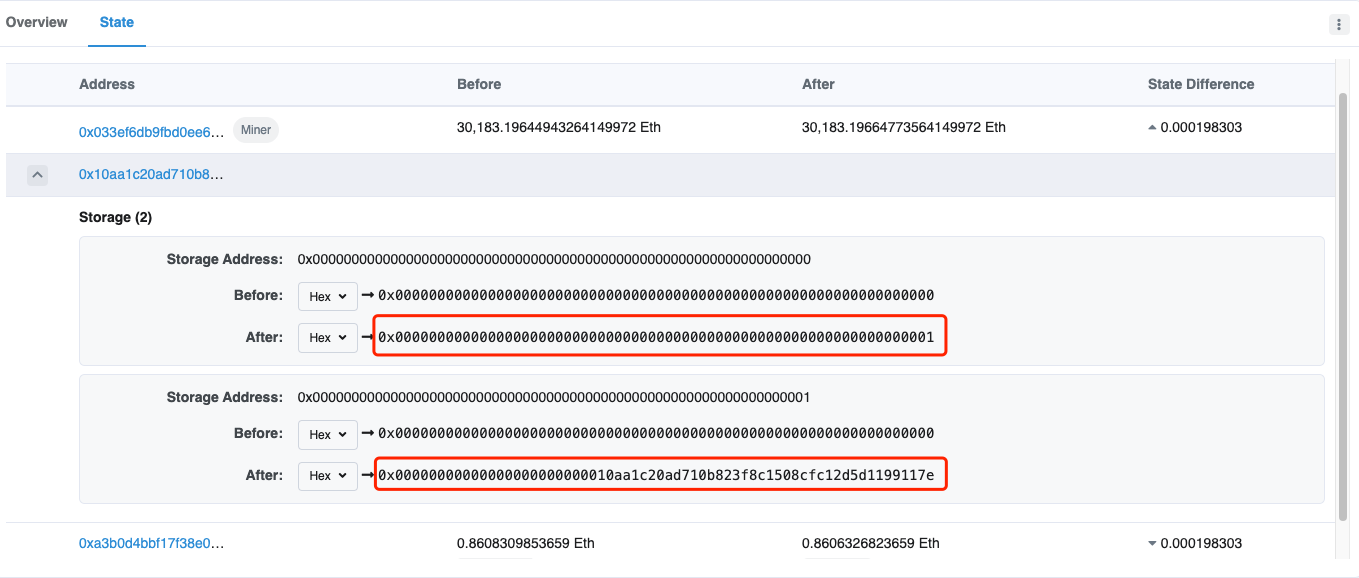 Overview State
Address Before After State Difference
0x033ef6db9fbd0ee6... Miner 30,183.19644943264149972 Eth 30,183.19664773564149972 Eth 0.000198303
0x10aa1c20ad710b8...
Storage (2)
Storage Address: 0x0000000000000000000000000000000000000000000000000000000000000000
Before: Hex 0x0000000000000000000000000000000000000000000000000000000000000000
After: Hex 0x0000000000000000000000000000000000000000000000000000000000000001
Storage Address: 0x0000000000000000000000000000000000000000000000000000000000000001
Before: Hex 0x0000000000000000000000000000000000000000000000000000000000000000
After: Hex 0x00000000000000000000000010aa1c20ad710b823f8c1508cfc12d5d1199117e
0xa3b0d4bbf17f38e0... 0.8608309853659 Eth 0.8606326823659 Eth 0.000198303